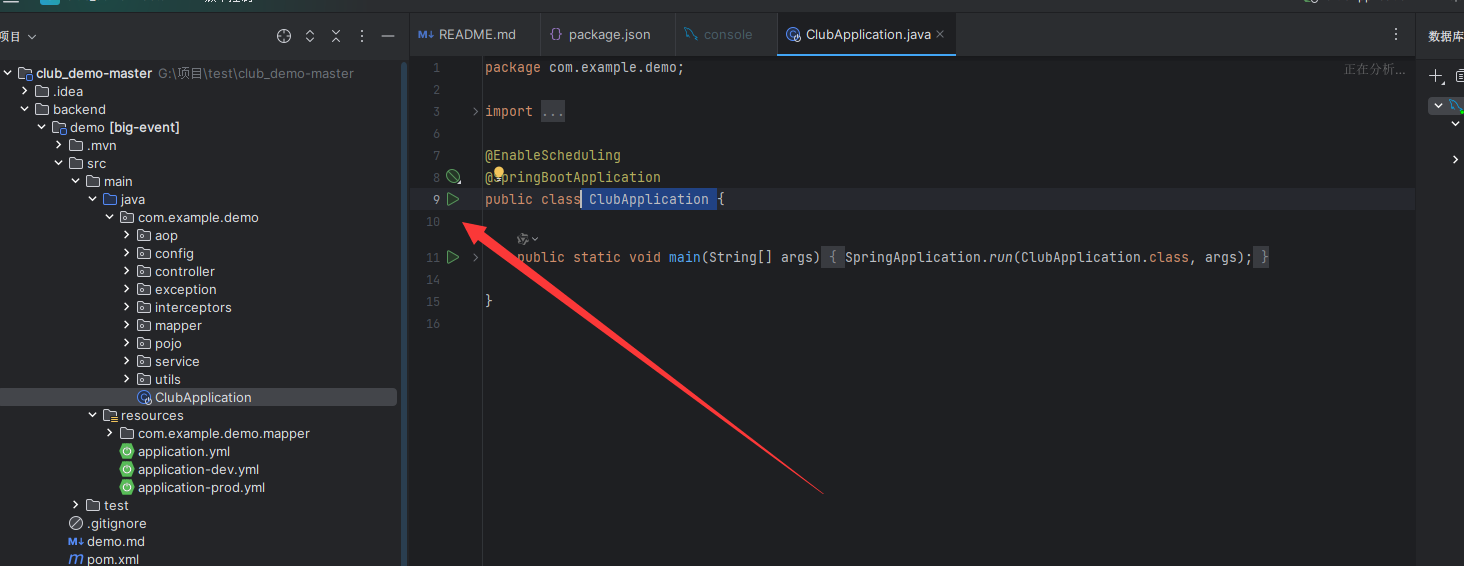 项目
README.md
package.json
console
ClubApplication.java
数据库
club_demo-master G:\项目\test\club_demo-master
.idea
backend
demo [big-event]
.mvn
src
main
java
com.example.demo
aop
config
controller
exception
interceptors
mapper
pojo
service
utils
ClubApplication
resources
com.example.demo.mapper
application.yml
application-dev.yml
application-prod.yml
test
.gitignore
demo.md
pom.xml
1 package com.example.demo;
正在分析...
2
3 import ...
6
7 @EnableScheduling
8 @SpringBootApplication
9 public class ClubApplication {
10
11 public static void main(String[] args) { SpringApplication.run(ClubApplication.class, args); }
14
15 }
16